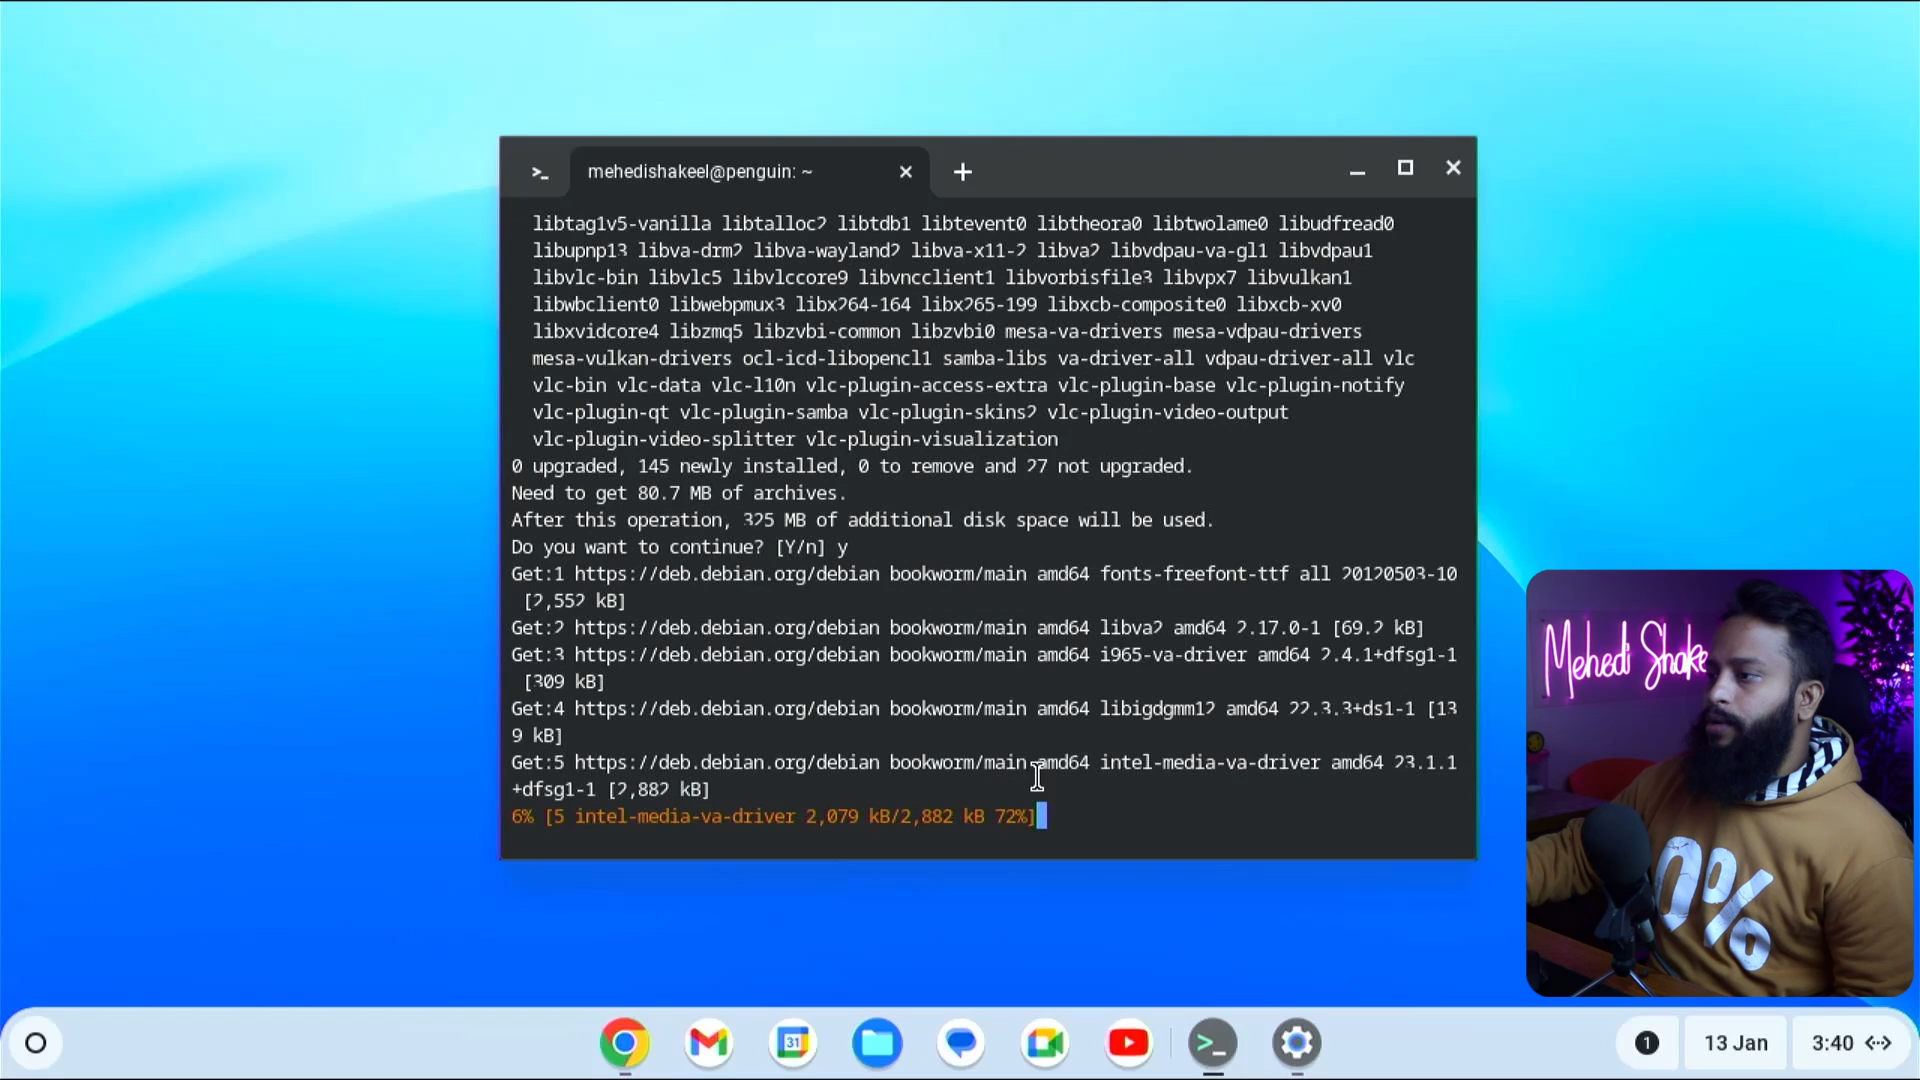 mehedishakeel@penguin: ~
libtag1v5-vanilla libtalloc2 libtdb1 libtevent0 libtheora0 libtwolame0 libudfread0
libupnp13 libva-drm2 libva-wayland2 libva-x11-2 libva2 libvdpau-va-gl1 libvdpau1
libvlc-bin libvlc5 libvlccore9 libvncclient1 libvorbisfile3 libvpx7 libvulkan1
libwbclient0 libwebpmux3 libx264-164 libx265-199 libxcb-composite0 libxcb-xv0
libxvidcore4 libzmq5 libzvbi-common libzvbi0 mesa-va-drivers mesa-vdpau-drivers
mesa-vulkan-drivers ocl-icd-libopencl1 samba-libs va-driver-all vdpau-driver-all vlc
vlc-bin vlc-data vlc-l10n vlc-plugin-access-extra vlc-plugin-base vlc-plugin-notify
vlc-plugin-qt vlc-plugin-samba vlc-plugin-skins2 vlc-plugin-video-output
vlc-plugin-video-splitter vlc-plugin-visualization
0 upgraded, 145 newly installed, 0 to remove and 27 not upgraded.
Need to get 80.7 MB of archives.
After this operation, 325 MB of additional disk space will be used.
Do you want to continue? [Y/n] y
Get:1 https://deb.debian.org/debian bookworm/main amd64 fonts-freefont-ttf all 20120503-10
[2,552 kB]
Get:2 https://deb.debian.org/debian bookworm/main amd64 libva2 amd64 2.17.0-1 [69.2 kB]
Get:3 https://deb.debian.org/debian bookworm/main amd64 i965-va-driver amd64 2.4.1+dfsg1-1
[309 kB]
Get:4 https://deb.debian.org/debian bookworm/main amd64 libigdgmm12 amd64 22.3.3+ds1-1 [13
9 kB]
Get:5 https://deb.debian.org/debian bookworm/main amd64 intel-media-va-driver amd64 23.1.1
+dfsg1-1 [2,882 kB]
6% [5 intel-media-va-driver 2,079 kB/2,882 kB 72%]
Mehedi Shake
0%
31
1
13 Jan
3:40